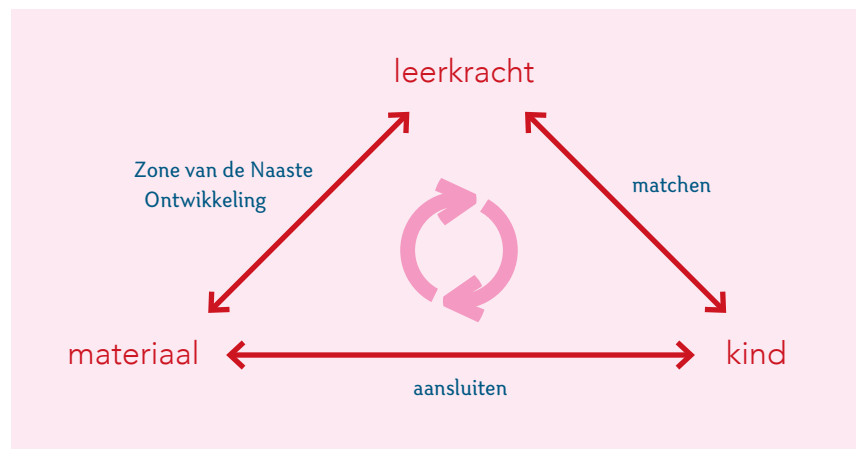 leerkracht
Zone van de Naaste
Ontwikkeling
matchen
materiaal
kind
aansluiten